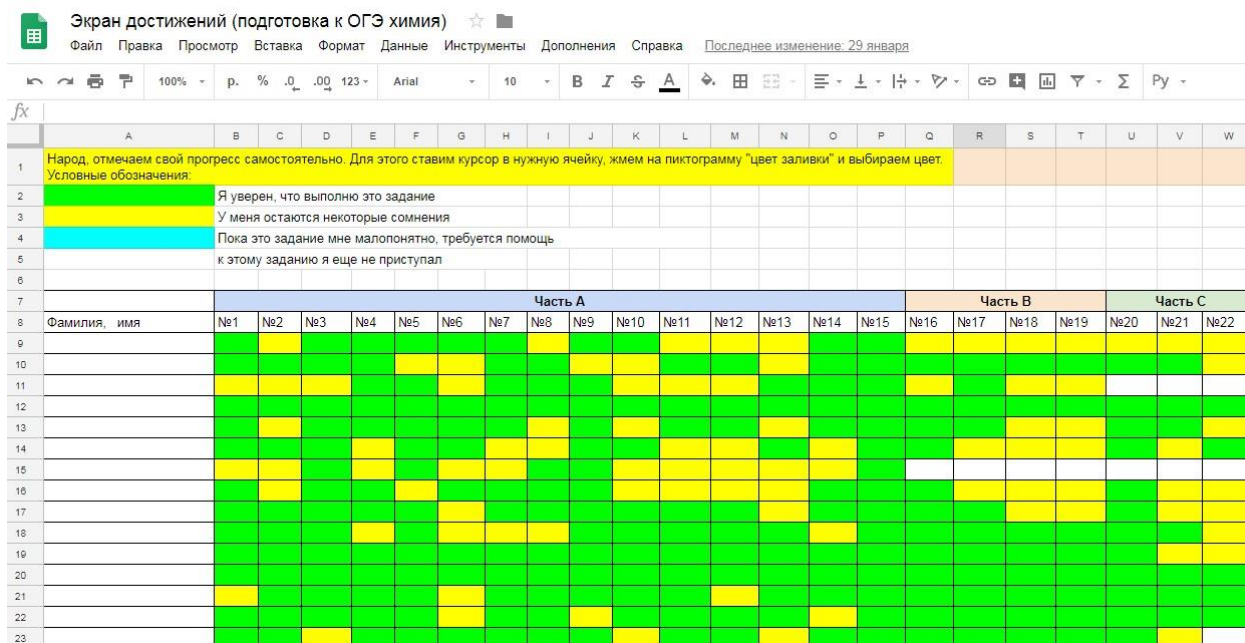 Экран достижений (подготовка к ОГЭ химия)
Файл Правка Просмотр Вставка Формат Данные Инструменты Дополнения Справка Последнее изменение: 29 января
100% р. % .0 .00 123 Arial 10 B I S A Σ Ру
fx
A B C D E F G H I J K L M N O P Q R S T U V W
1 Народ, отмечаем свой прогресс самостоятельно. Для этого ставим курсор в нужную ячейку, жмем на пиктограмму "цвет заливки" и выбираем цвет.
Условные обозначения:
2 Я уверен, что выполню это задание
3 У меня остаются некоторые сомнения
4 Пока это задание мне малопонятно, требуется помощь
5 к этому заданию я еще не приступал
6
7 Часть А Часть В Часть С
8 Фамилия, имя №1 №2 №3 №4 №5 №6 №7 №8 №9 №10 №11 №12 №13 №14 №15 №16 №17 №18 №19 №20 №21 №22
9
10
11
12
13
14
15
16
17
18
19
20
21
22
23